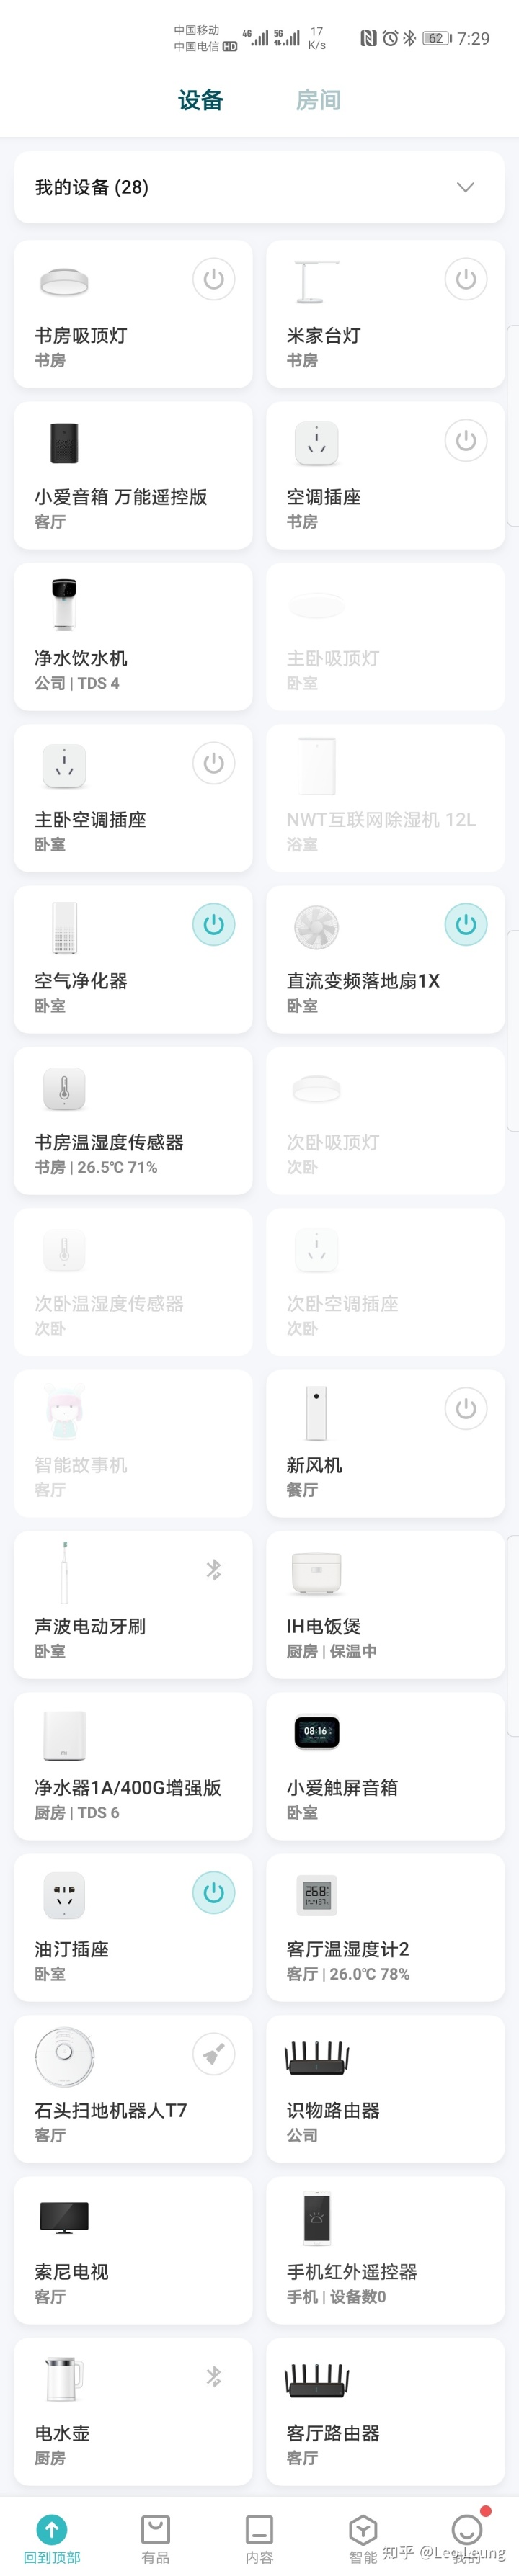 中国移动 4G 5G 17 62 7:29
中国电信 HD K/s
设备 房间
我的设备 (28)
书房吸顶灯
书房
米家台灯
书房
小爱音箱 万能遥控版
客厅
空调插座
书房
净水饮水机
公司 | TDS 4
主卧吸顶灯
卧室
主卧空调插座
卧室
NWT互联网除湿机 12L
浴室
空气净化器
卧室
直流变频落地扇1X
卧室
书房温湿度传感器
书房 | 26.5℃ 71%
次卧吸顶灯
次卧
次卧温湿度传感器
次卧
次卧空调插座
次卧
智能故事机
客厅
新风机
餐厅
声波电动牙刷
卧室
IH电饭煲
厨房 | 保温中
净水器1A/400G增强版
厨房 | TDS 6
08:16
小爱触屏音箱
卧室
油汀插座
卧室
26.8
客厅温湿度计2
客厅 | 26.0℃ 78%
石头扫地机器人T7
客厅
识物路由器
公司
索尼电视
客厅
手机红外遥控器
手机 | 设备数0
电水壶
厨房
客厅路由器
客厅
回到顶部 有品 内容 智能 我的
知乎 @Leo Leung